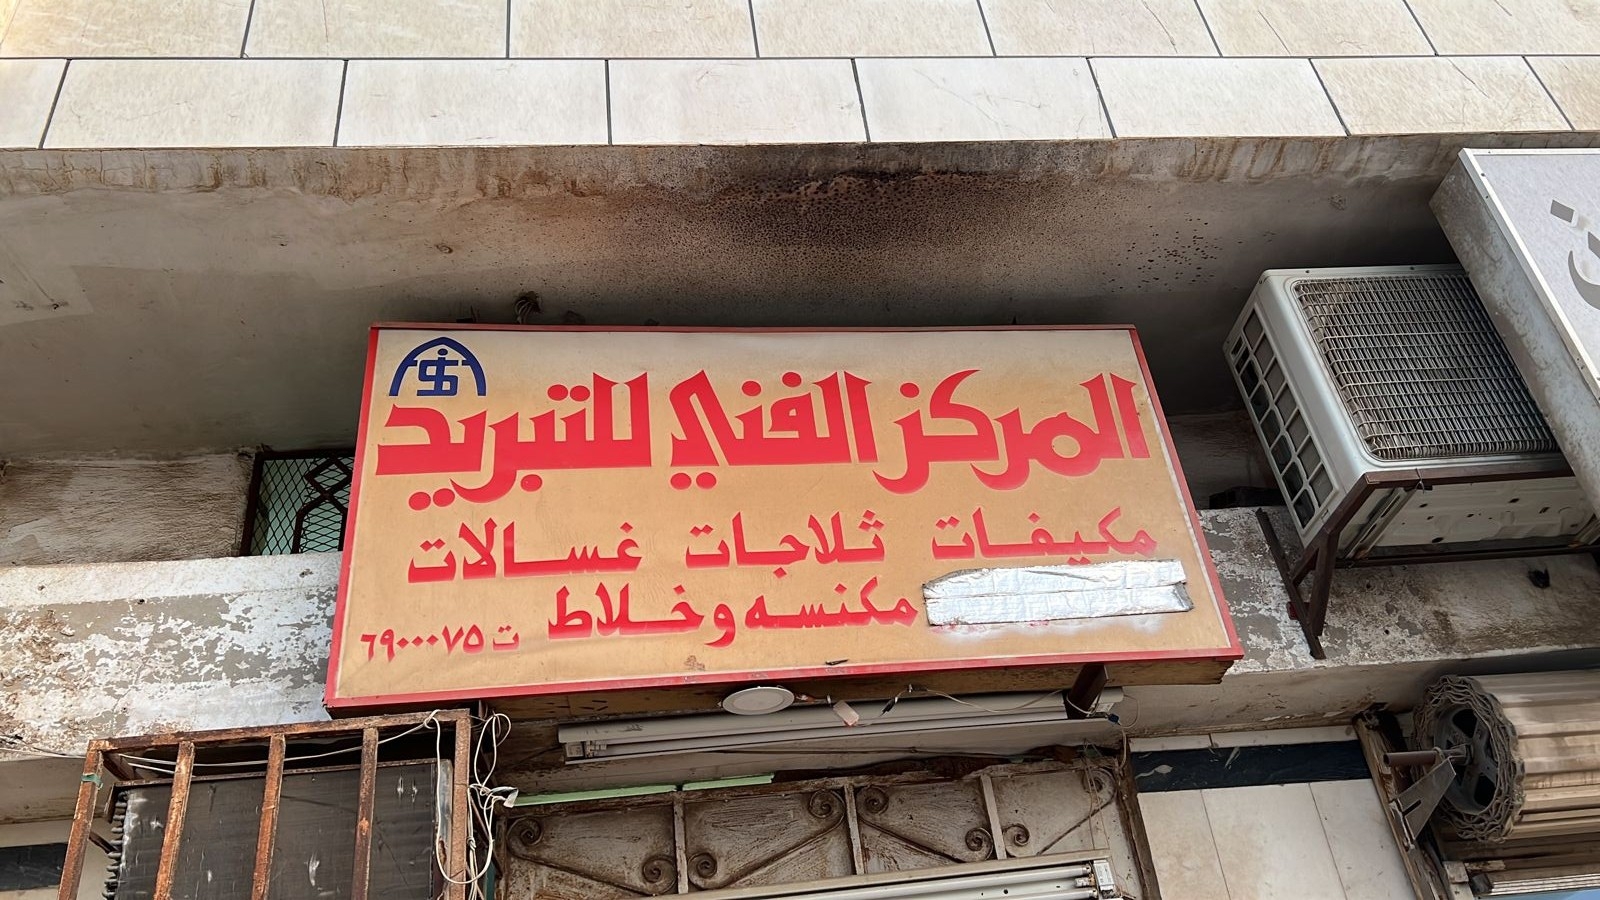 المركز الفني للتبريد
مكيفات ثلاجات غسالات
مكنسه وخلاط
ت ٦٩٠٠٠٧٥